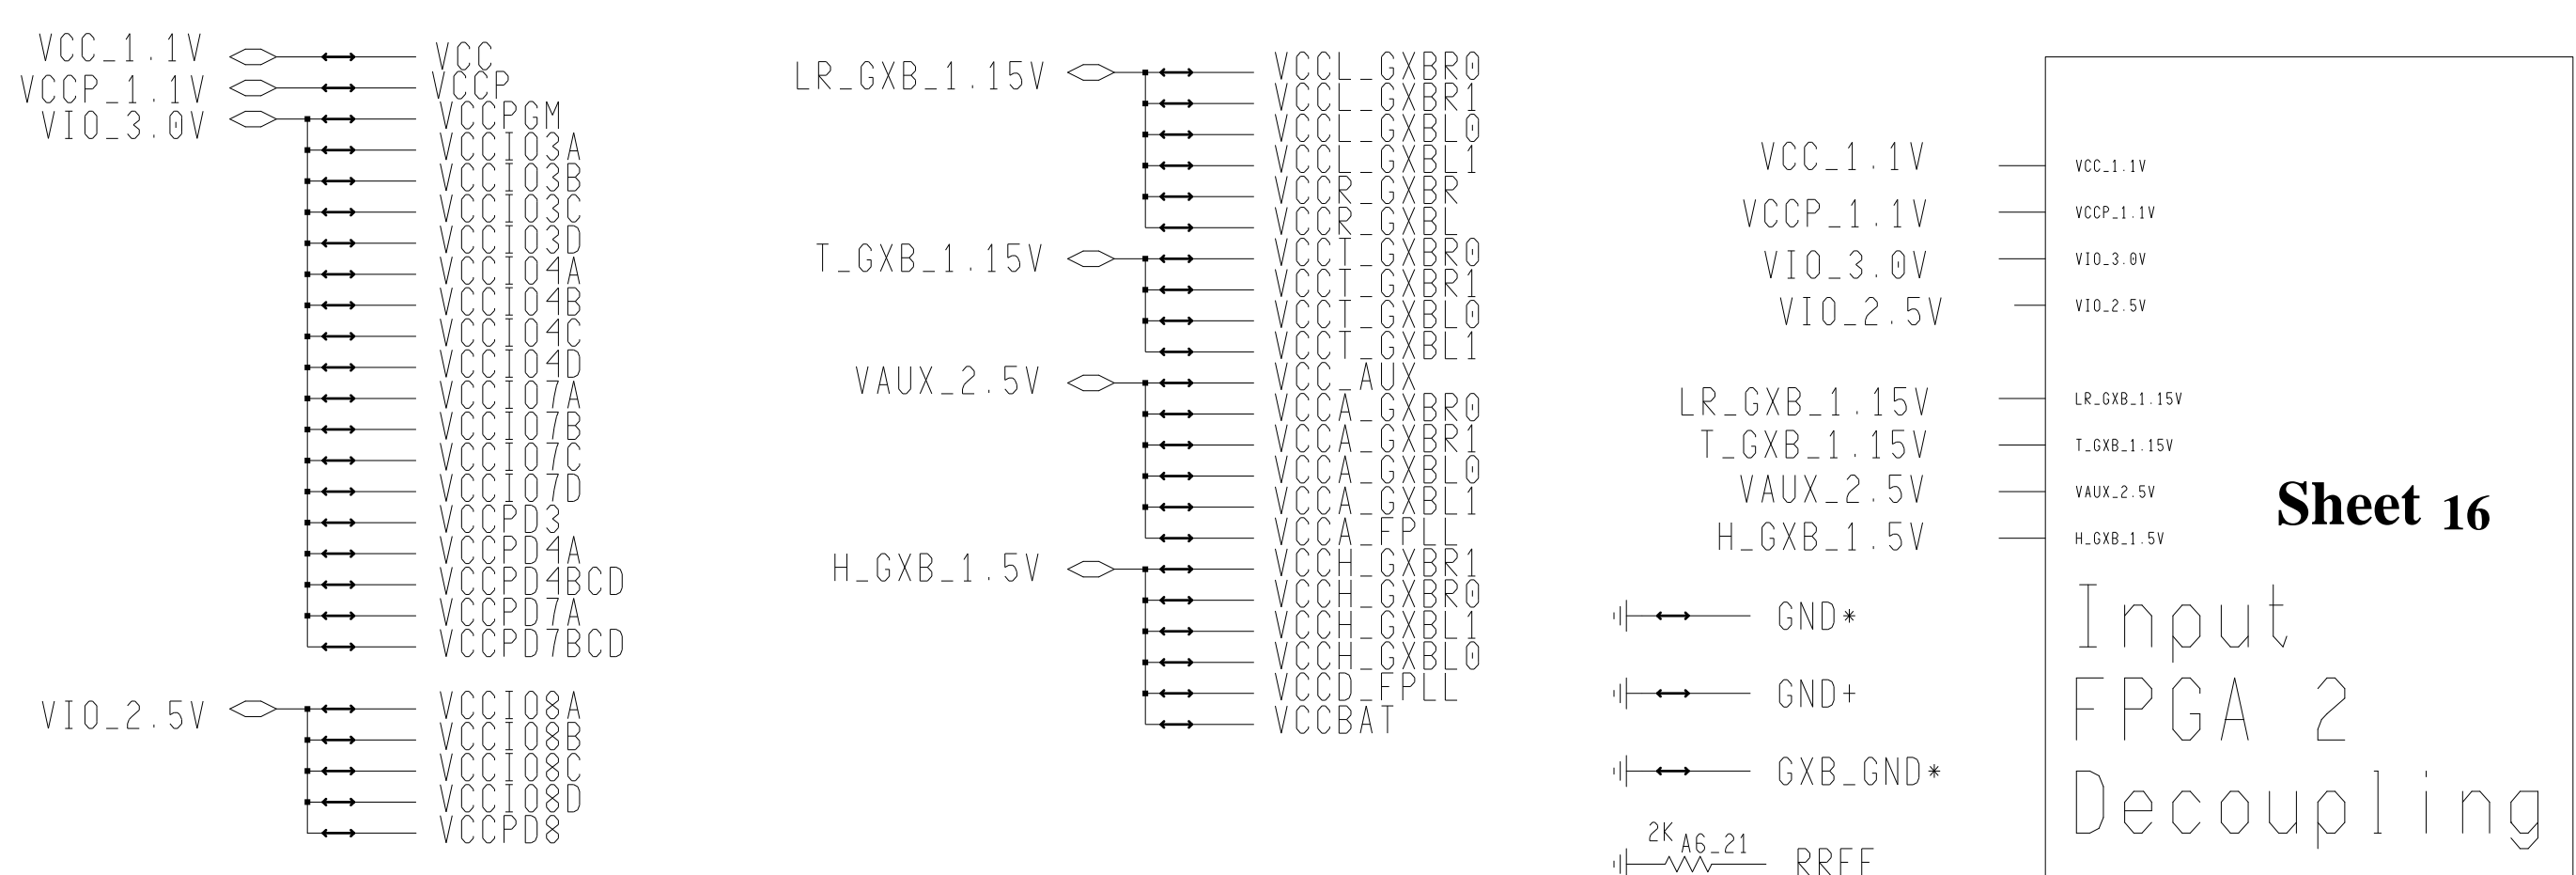 VCC_1.1V
VCCP_1.1V
VIO_3.0V
VCC
VCCP
VCCPGM
VCCIO3A
VCCIO3B
VCCIO3C
VCCIO3D
VCCIO4A
VCCIO4B
VCCIO4C
VCCIO4D
VCCIO7A
VCCIO7B
VCCIO7C
VCCIO7D
VCCPD3
VCCPD4A
VCCPD4BCD
VCCPD7A
VCCPD7BCD
VIO_2.5V
VCCIO8A
VCCIO8B
VCCIO8C
VCCIO8D
VCCPD8
LR_GXB_1.15V
VCCL_GXBR0
VCCL_GXBR1
VCCL_GXBL0
VCCL_GXBL1
VCCR_GXBR
VCCR_GXBL
T_GXB_1.15V
VCCT_GXBR0
VCCT_GXBR1
VCCT_GXBL0
VCCT_GXBL1
VAUX_2.5V
VCC_AUX
VCCA_GXBR0
VCCA_GXBR1
VCCA_GXBL0
VCCA_GXBL1
VCCA_FPLL
H_GXB_1.5V
VCCH_GXBR1
VCCH_GXBR0
VCCH_GXBL1
VCCH_GXBL0
VCCD_FPLL
VCCBAT
VCC_1.1V
VCCP_1.1V
VIO_3.0V
VIO_2.5V
LR_GXB_1.15V
T_GXB_1.15V
VAUX_2.5V
H_GXB_1.5V
GND*
GND+
GXB_GND*
2K A6_21
RREF
VCC_1.1V
VCCP_1.1V
VIO_3.0V
VIO_2.5V
LR_GXB_1.15V
T_GXB_1.15V
VAUX_2.5V
H_GXB_1.5V
Sheet 16
Input
FPGA 2
Decoupling